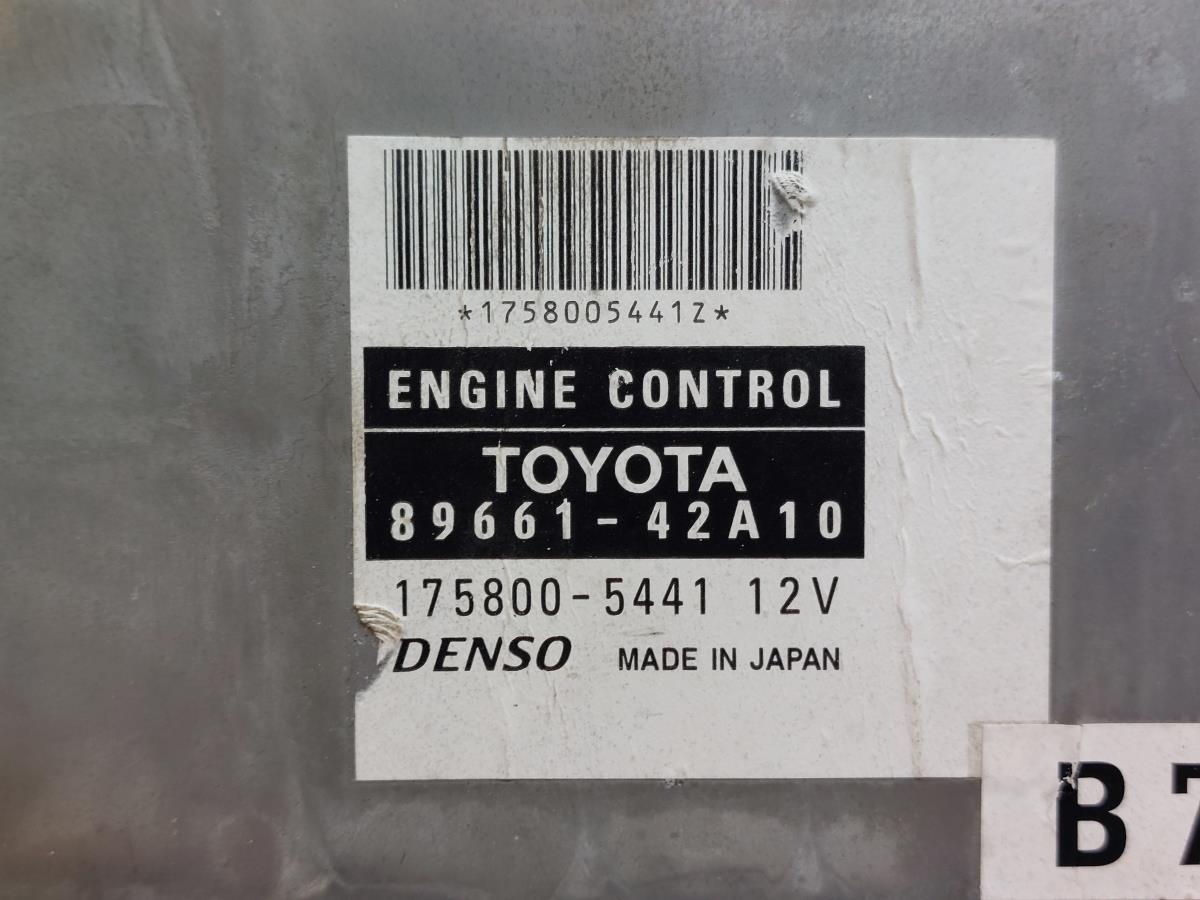 *1758005441Z*
ENGINE CONTROL
TOYOTA
89661-42A10
175800-5441 12V
DENSO MADE IN JAPAN
B